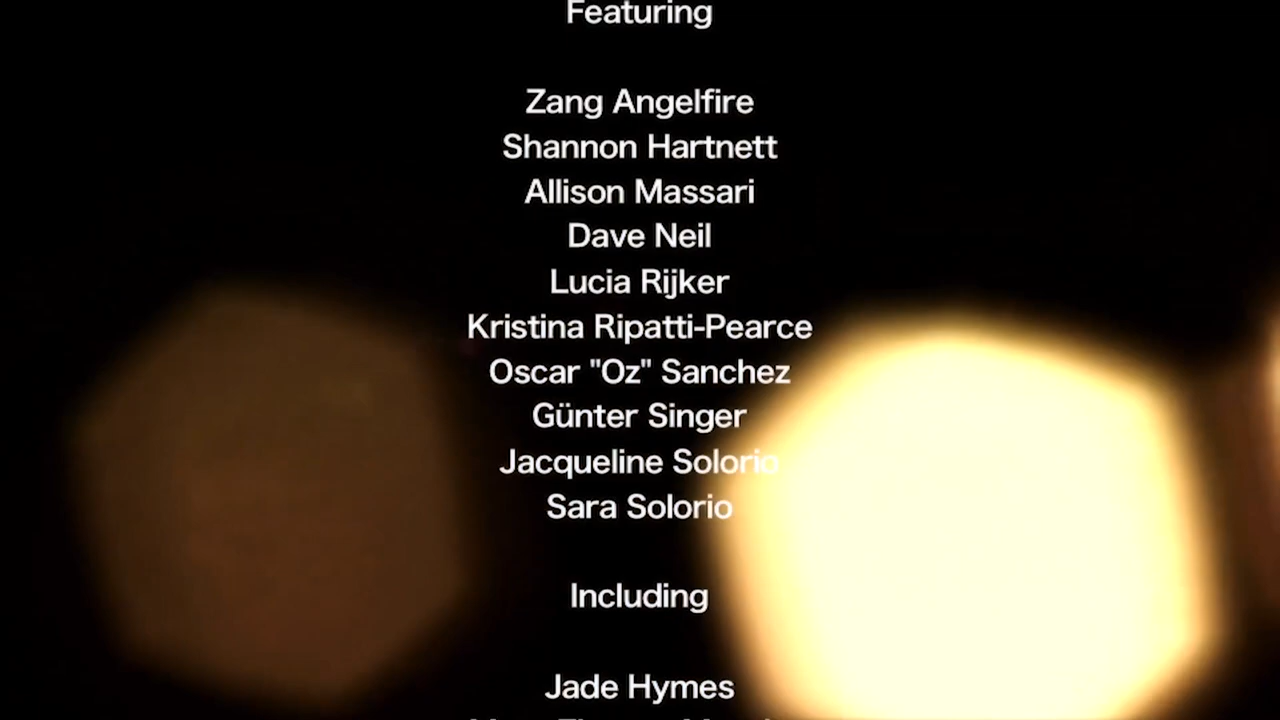 Featuring
Zang Angelfire
Shannon Hartnett
Allison Massari
Dave Neil
Lucia Rijker
Kristina Ripatti-Pearce
Oscar "Oz" Sanchez
Günter Singer
Jacqueline Solorio
Sara Solorio
Including
Jade Hymes